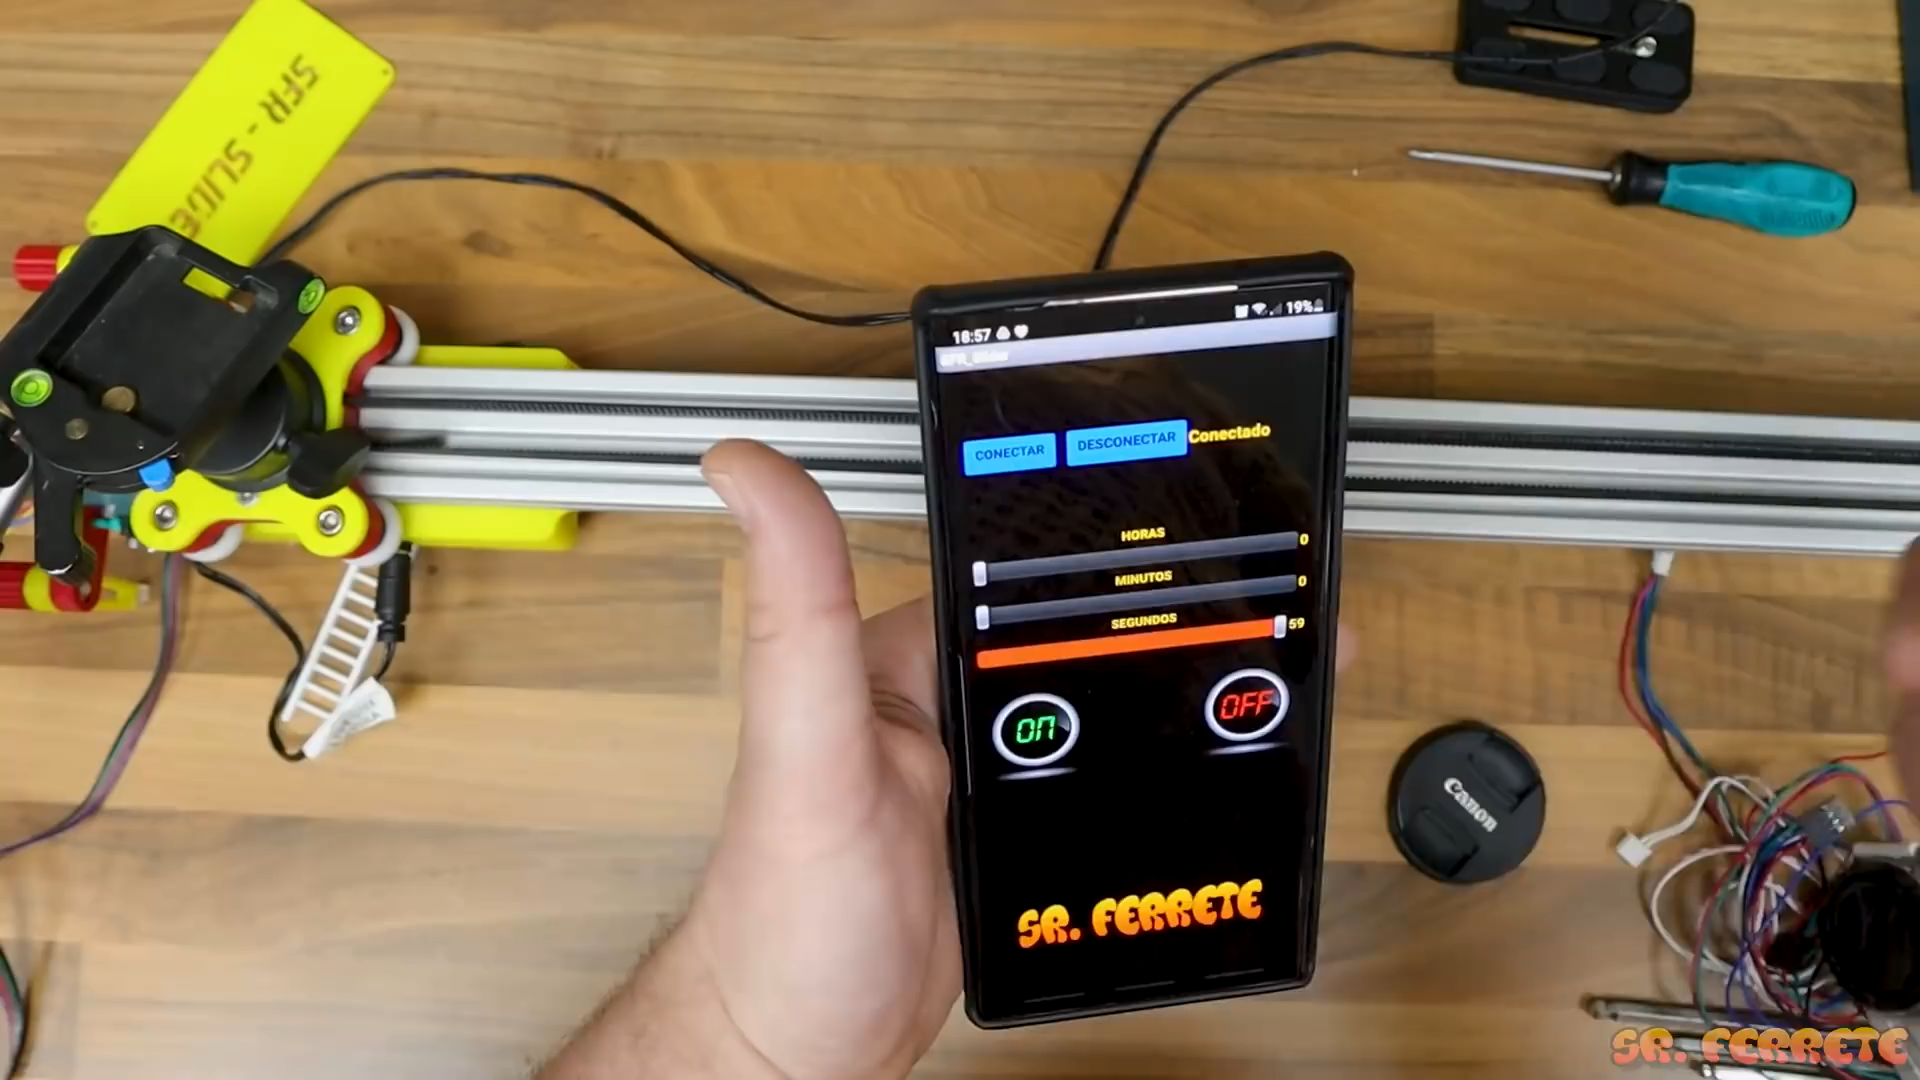 SFR - SLIDE
18:57
19%
SFR_Slider
CONECTAR
DESCONECTAR
Conectado
HORAS
0
MINUTOS
0
SEGUNDOS
59
ON
OFF
SR. FERRETE
Canon
SR. FERRETE